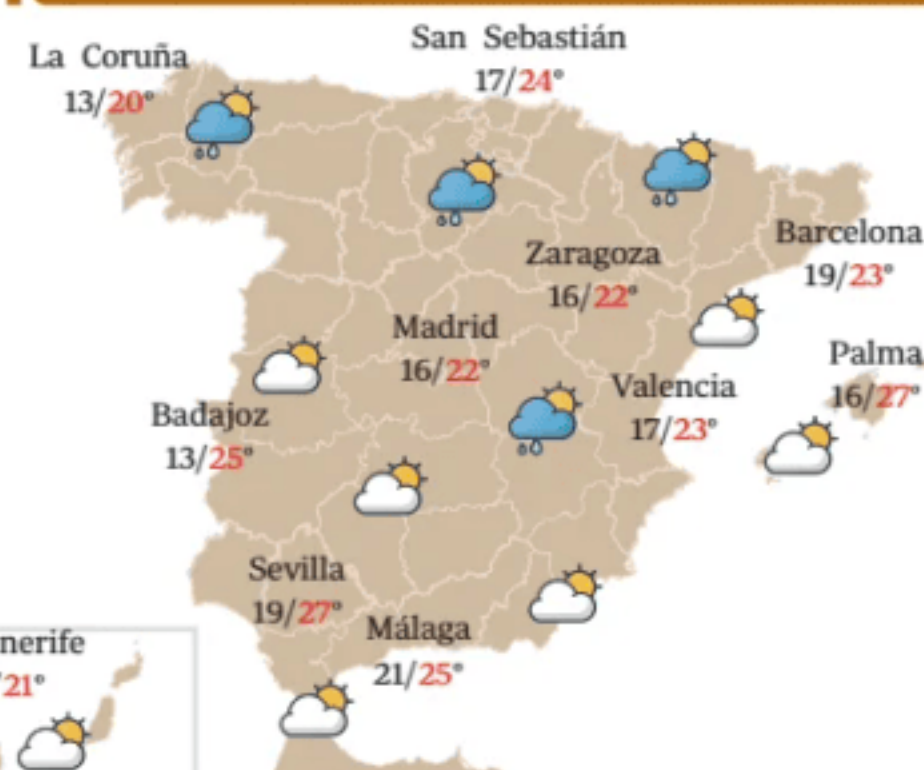 La Coruña
13/20°
San Sebastián
17/24°
Barcelona
19/23°
Zaragoza
16/22°
Madrid
16/22°
Palma
16/27°
Valencia
17/23°
Badajoz
13/25°
Sevilla
19/27°
Málaga
21/25°
nerife
/21°